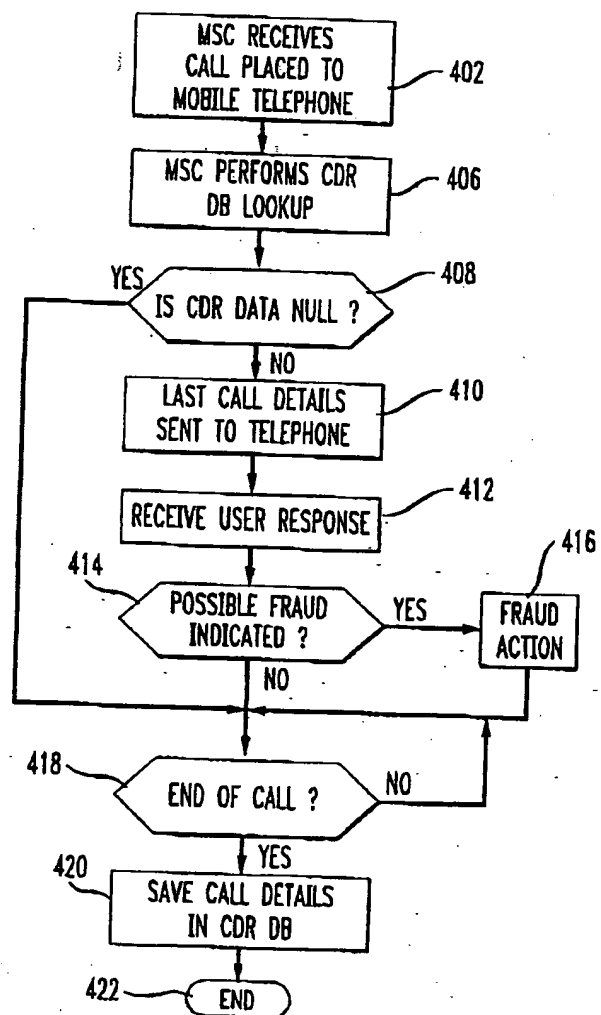 MSC RECEIVES
CALL PLACED TO
MOBILE TELEPHONE
402
MSC PERFORMS CDR
DB LOOKUP
406
YES
408
IS CDR DATA NULL ?
NO
LAST CALL DETAILS
SENT TO TELEPHONE
410
RECEIVE USER RESPONSE
412
414
POSSIBLE FRAUD
INDICATED ?
YES
416
FRAUD
ACTION
NO
418
END OF CALL ?
NO
YES
420
SAVE CALL DETAILS
IN CDR DB
422
END